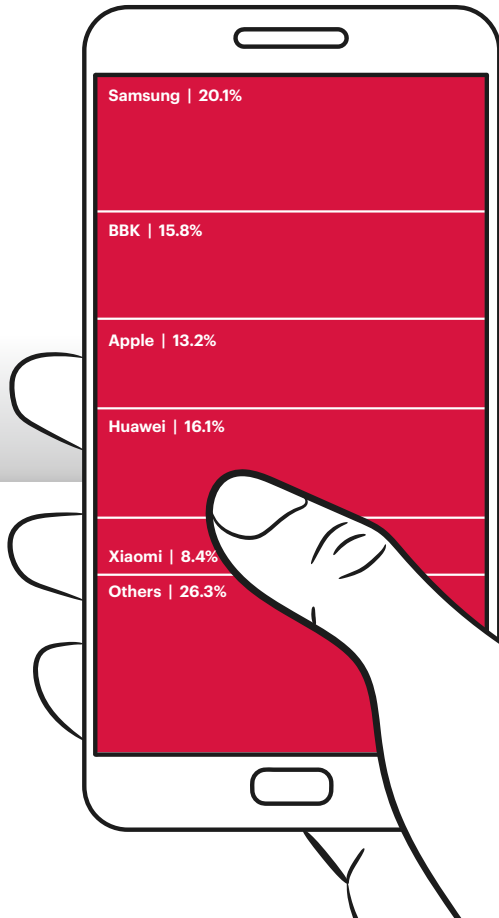 Samsung | 20.1%
BBK | 15.8%
Apple | 13.2%
Huawei | 16.1%
Xiaomi | 8.4%
Others | 26.3%